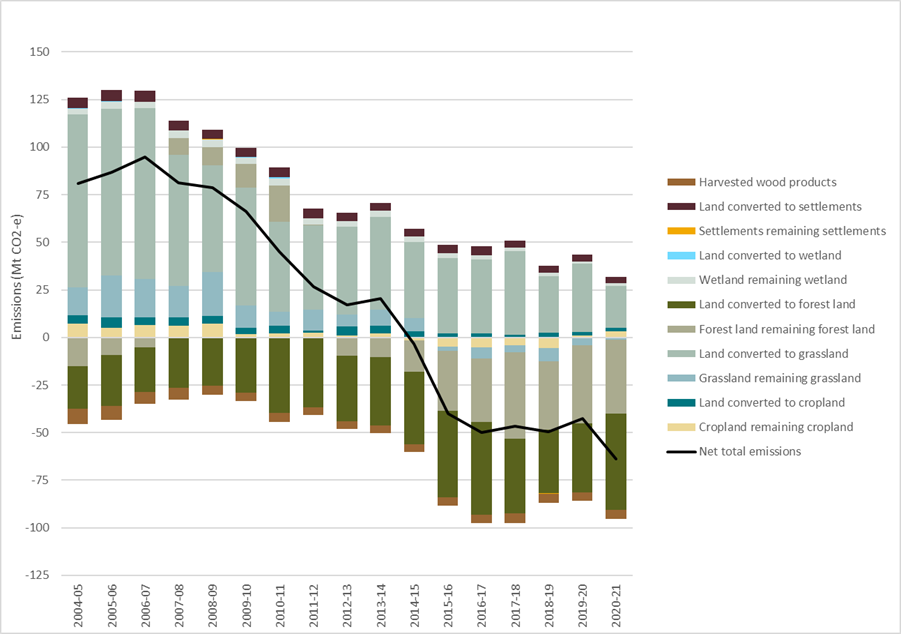 150
125
100
75
50
25
0
-25
-50
-75
-100
-125
Emissions (Mt CO2-e)
2004-05
2005-06
2006-07
2007-08
2008-09
2009-10
2010-11
2011-12
2012-13
2013-14
2014-15
2015-16
2016-17
2017-18
2018-19
2019-20
2020-21
Harvested wood products
Land converted to settlements
Settlements remaining settlements
Land converted to wetland
Wetland remaining wetland
Land converted to forest land
Forest land remaining forest land
Land converted to grassland
Grassland remaining grassland
Land converted to cropland
Cropland remaining cropland
Net total emissions